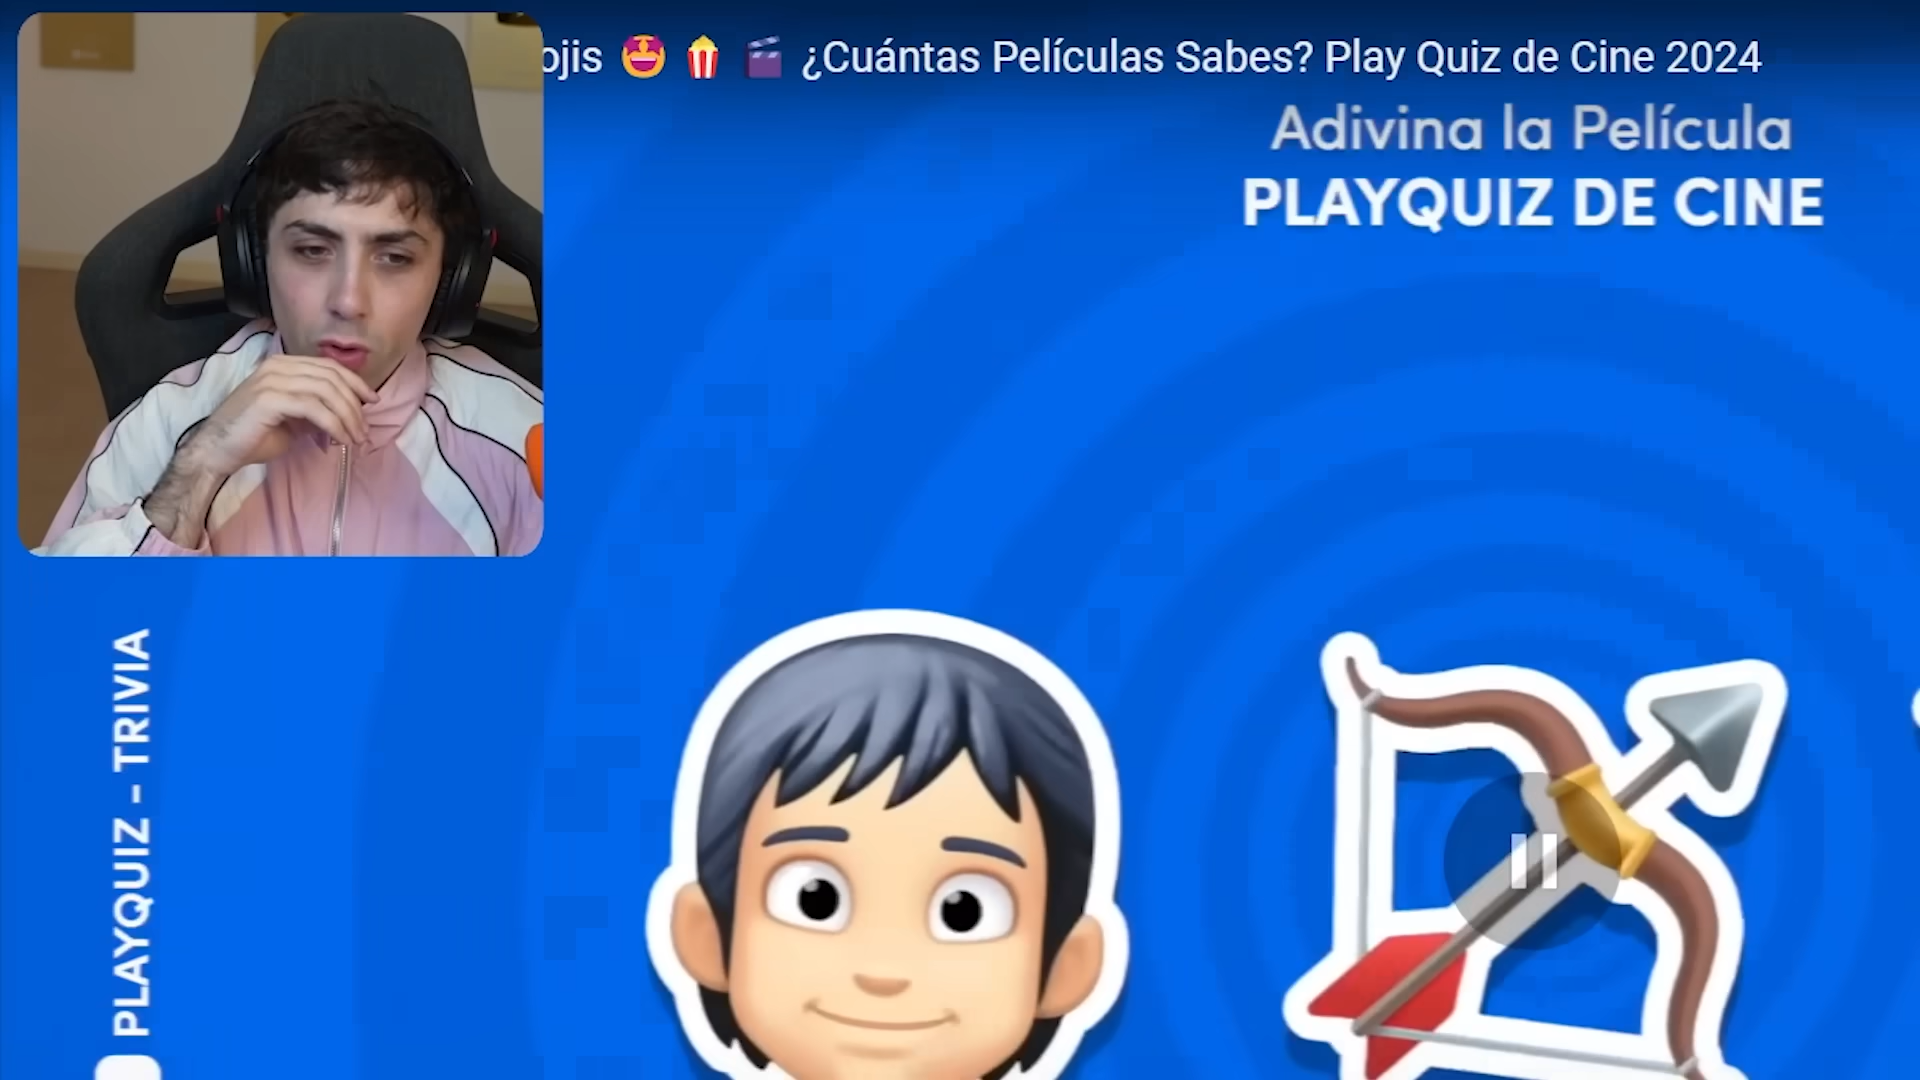 ojis 🤩 🍿 🎬 ¿Cuántas Películas Sabes? Play Quiz de Cine 2024
Adivina la Película
PLAYQUIZ DE CINE
PLAYQUIZ - TRIVIA